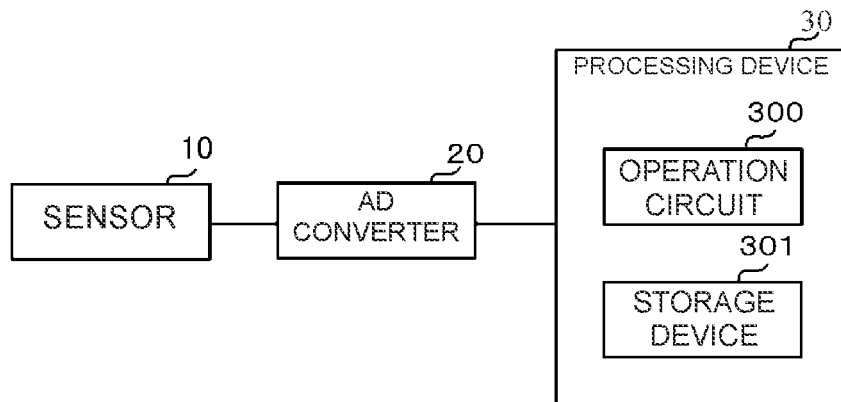 30
PROCESSING DEVICE
300
OPERATION
CIRCUIT
10
SENSOR
20
AD
CONVERTER
301
STORAGE
DEVICE